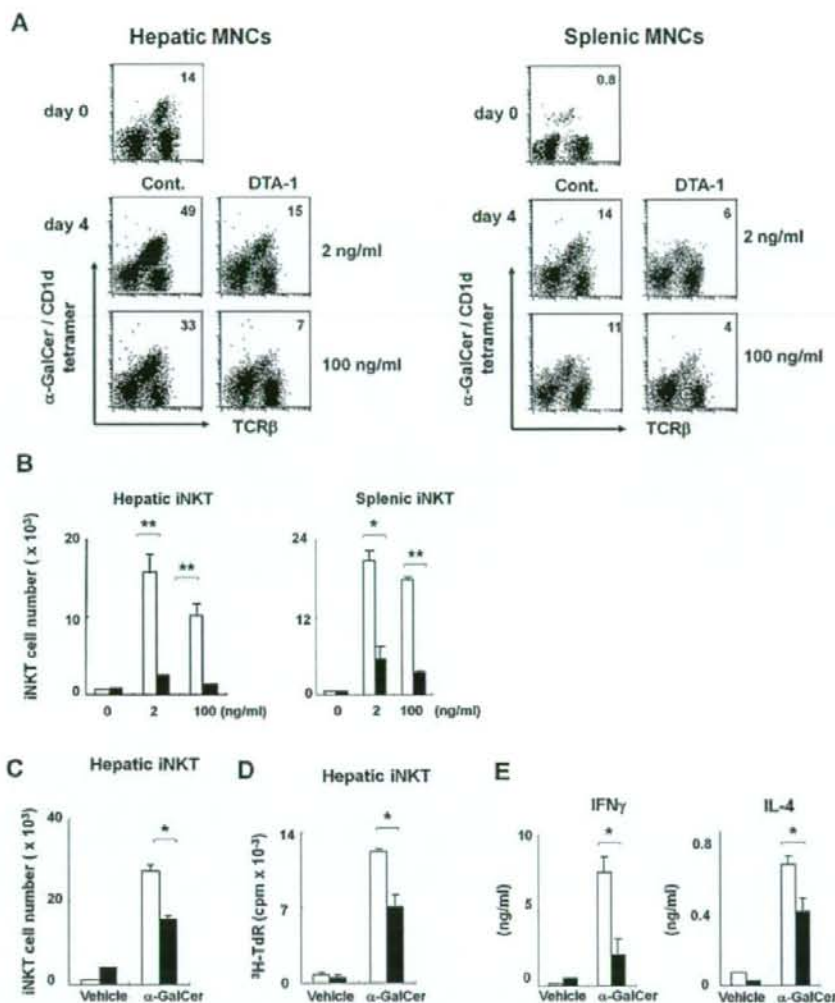 A
Hepatic MNCs
Splenic MNCs
day 0
14
0.8
Cont.
DTA-1
Cont.
DTA-1
day 4
49
15
2 ng/ml
day 4
14
6
2 ng/ml
33
7
100 ng/ml
11
4
100 ng/ml
α-GalCer / CD1d
tetramer
α-GalCer / CD1d
tetramer
TCRβ
TCRβ
day 0
B
Hepatic iNKT
Splenic iNKT
iNKT cell number ( x 10³)
20
10
0
**
**
0
2
100 (ng/ml)
24
12
0
*
**
0
2
100
(ng/ml)
C
Hepatic iNKT
iNKT cell number ( x 10³)
40
20
0
*
Vehicle
α-GalCer
D
Hepatic iNKT
³H-TdR (cpm x 10⁻³)
14
7
0
*
Vehicle
α-GalCer
E
IFNγ
(ng/ml)
10
5
0
*
Vehicle
α-GalCer
IL-4
(ng/ml)
0.8
0.4
0
*
Vehicle
α-GalCer